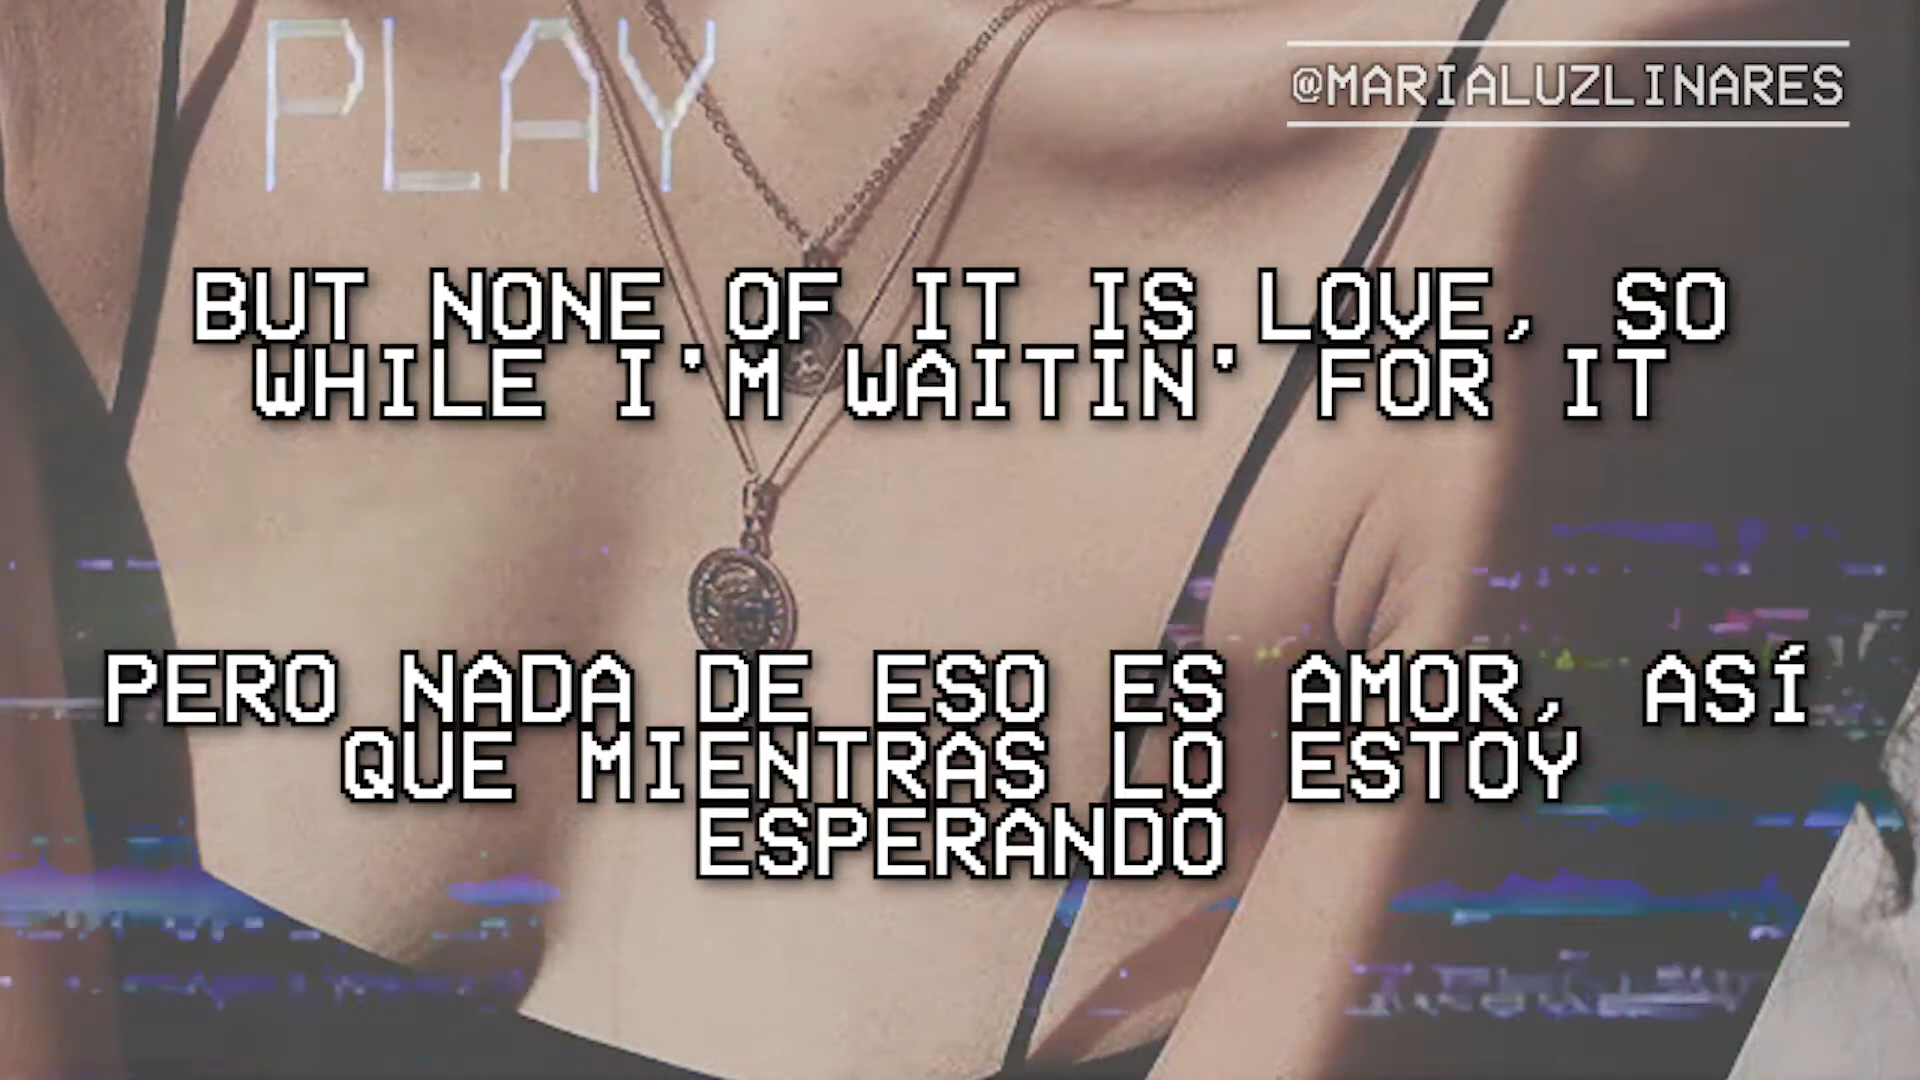 PLAY
@MARIALUZLINARES
BUT NONE OF IT IS LOVE, SO
WHILE I'M WAITIN' FOR IT
PERO NADA DE ESO ES AMOR, ASÍ
QUE MIENTRAS LO ESTOY
ESPERANDO